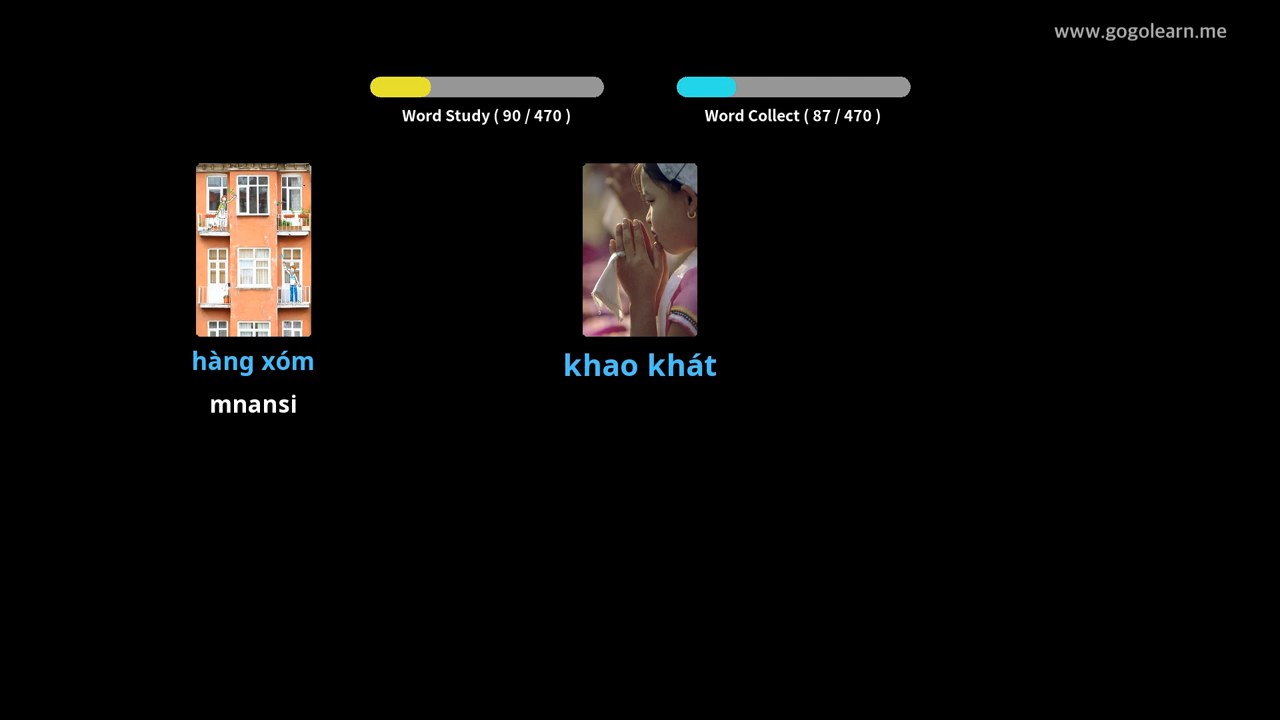 www.gogolearn.me
Word Study ( 90 / 470 )
Word Collect ( 87 / 470 )
hàng xóm
mnansi
khao khát